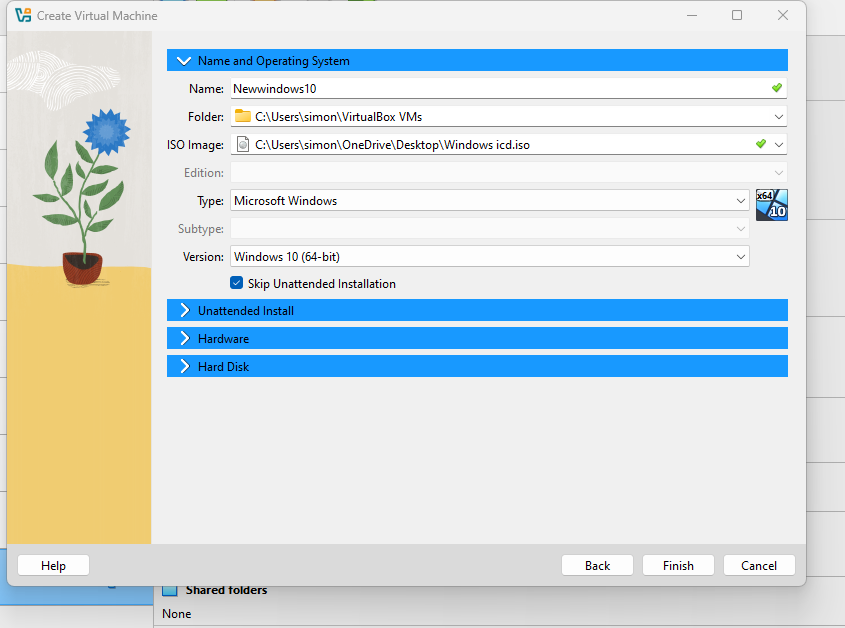 Create Virtual Machine
Name and Operating System
Name: Newwindows10
Folder: C:\Users\simon\VirtualBox VMs
ISO Image: C:\Users\simon\OneDrive\Desktop\Windows icd.iso
Edition:
Type: Microsoft Windows
x64
10
Subtype:
Version: Windows 10 (64-bit)
Skip Unattended Installation
Unattended Install
Hardware
Hard Disk
Help Back Finish Cancel
Shared folders
None